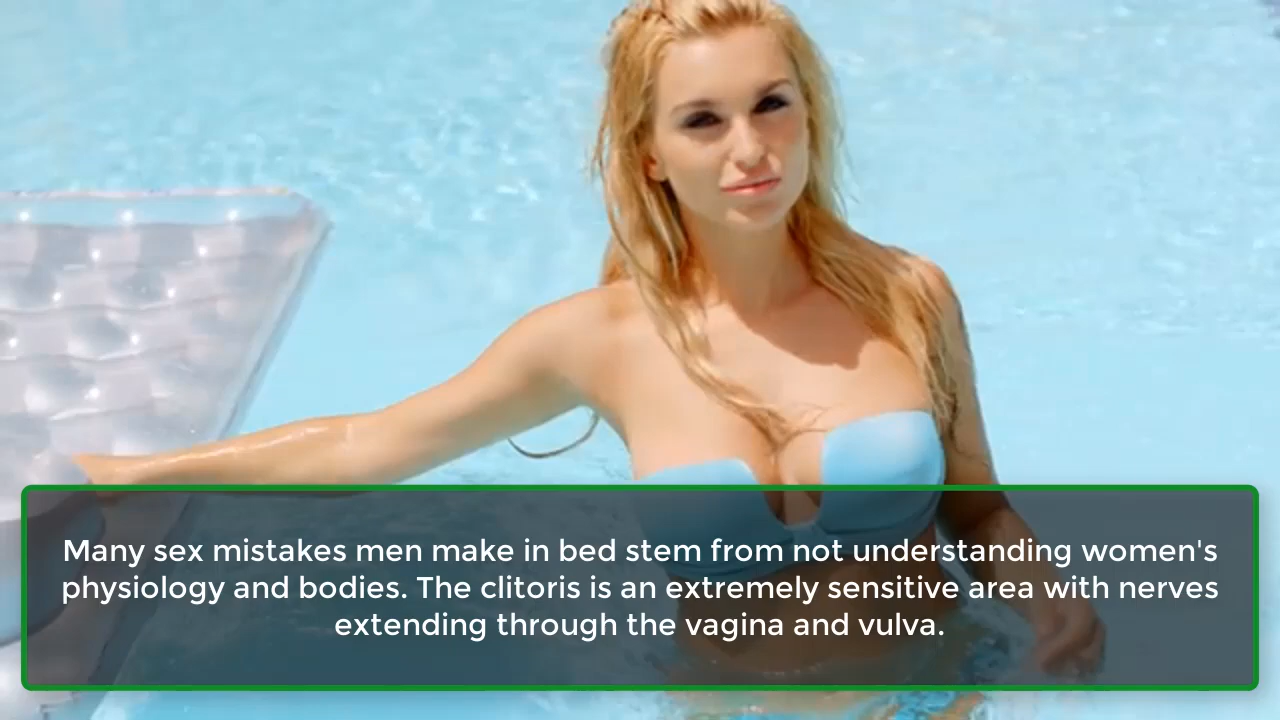 Many sex mistakes men make in bed stem from not understanding women's
physiology and bodies. The clitoris is an extremely sensitive area with nerves
extending through the vagina and vulva.